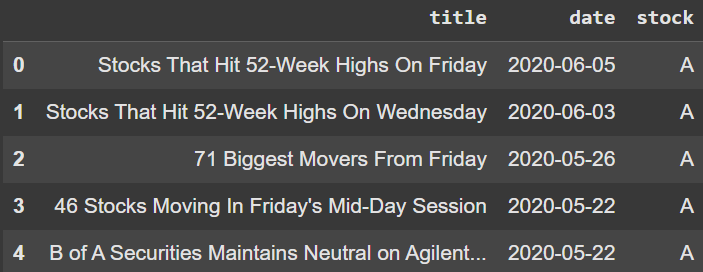 title date stock
0 Stocks That Hit 52-Week Highs On Friday 2020-06-05 A
1 Stocks That Hit 52-Week Highs On Wednesday 2020-06-03 A
2 71 Biggest Movers From Friday 2020-05-26 A
3 46 Stocks Moving In Friday's Mid-Day Session 2020-05-22 A
4 B of A Securities Maintains Neutral on Agilent... 2020-05-22 A